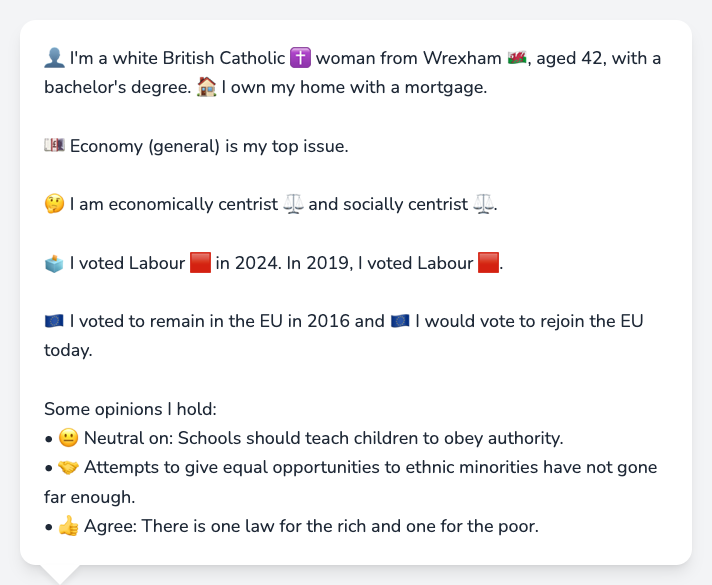 👤 I'm a white British Catholic ✝️ woman from Wrexham 🏴󠁧󠁢󠁷󠁬󠁳󠁿, aged 42, with a
bachelor's degree. 🏠 I own my home with a mortgage.
💷 Economy (general) is my top issue.
🤔 I am economically centrist ⚖️ and socially centrist ⚖️.
🗳️ I voted Labour 🟥 in 2024. In 2019, I voted Labour 🟥.
🇪🇺 I voted to remain in the EU in 2016 and 🇪🇺 I would vote to rejoin the EU
today.
Some opinions I hold:
• 😐 Neutral on: Schools should teach children to obey authority.
• 🤝 Attempts to give equal opportunities to ethnic minorities have not gone
far enough.
• 👍 Agree: There is one law for the rich and one for the poor.